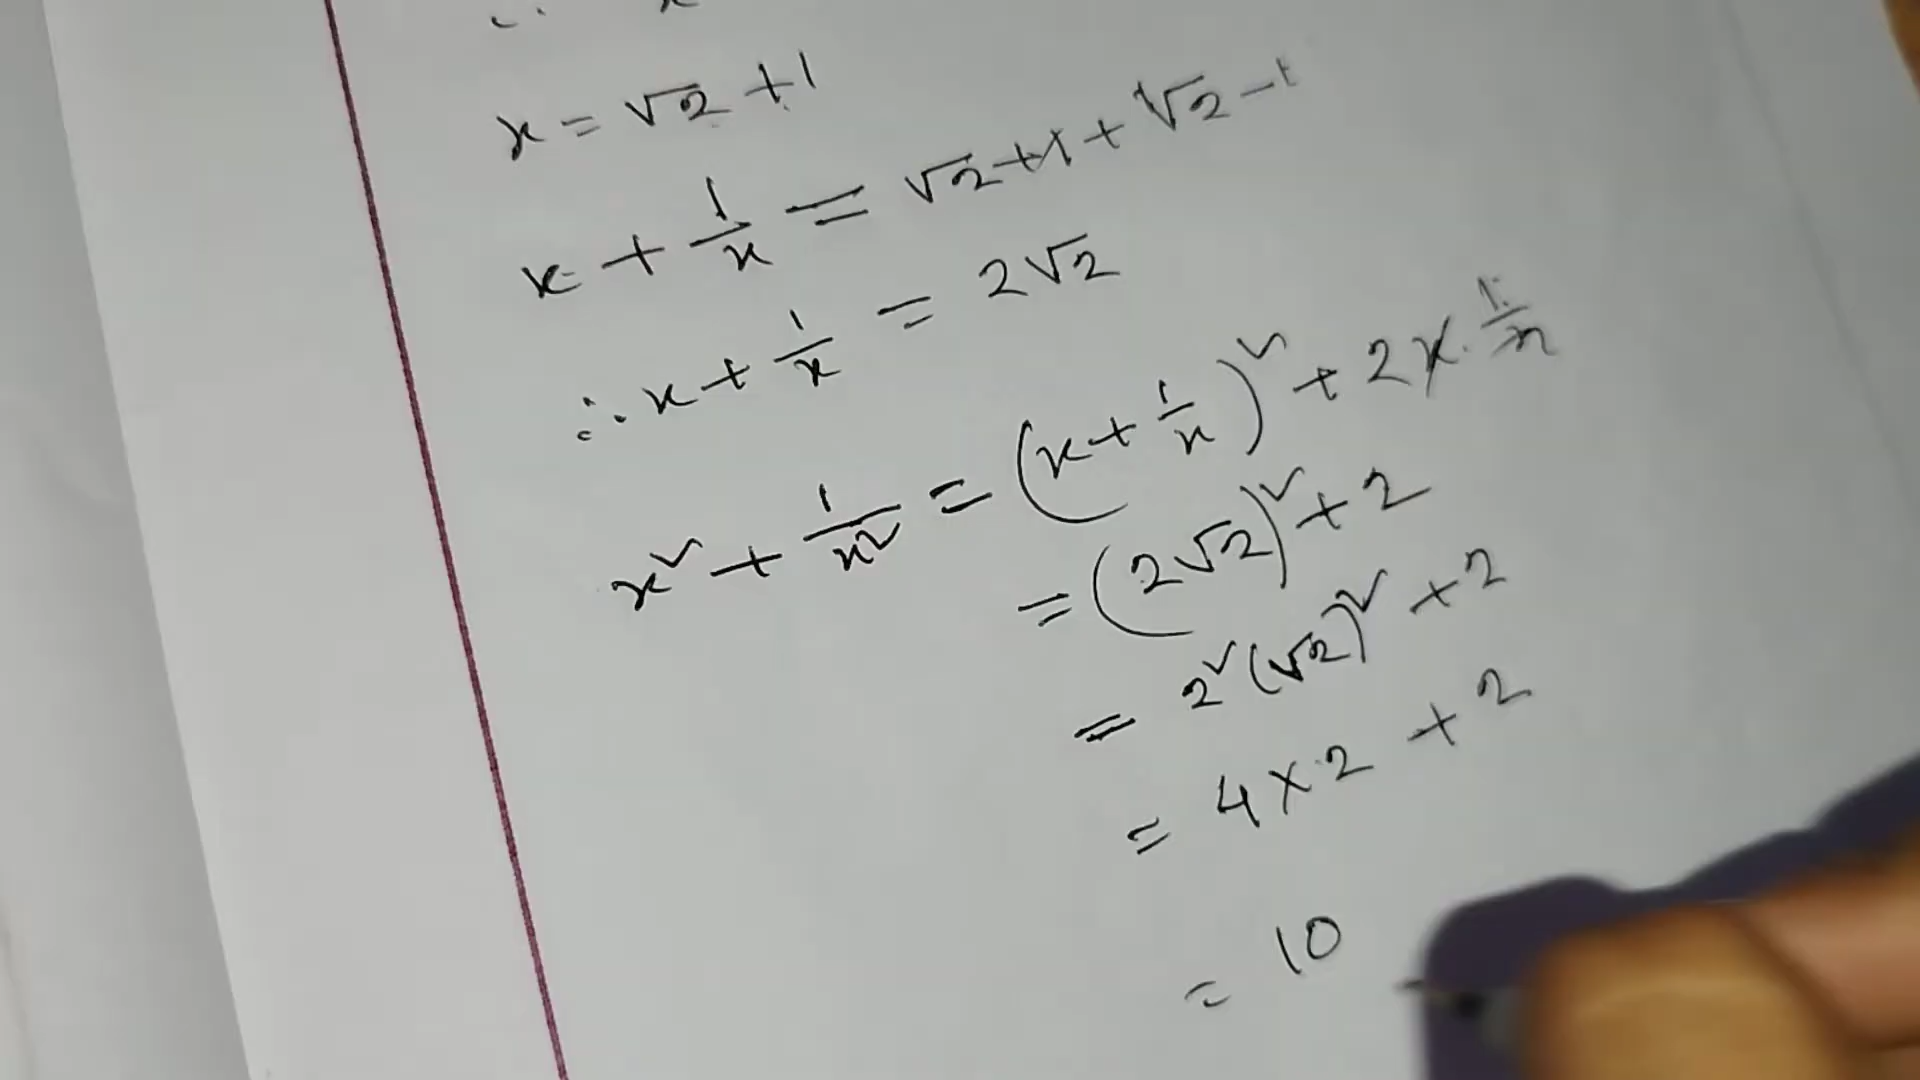 x = √2 + 1
x + 1/x = √2 + 1 + √2 - 1
∴ x + 1/x = 2√2
x² + 1/x² = (x + 1/x)² + 2x · 1/x
= (2√2)² + 2
= 2² (√2)² + 2
= 4 × 2 + 2
= 10